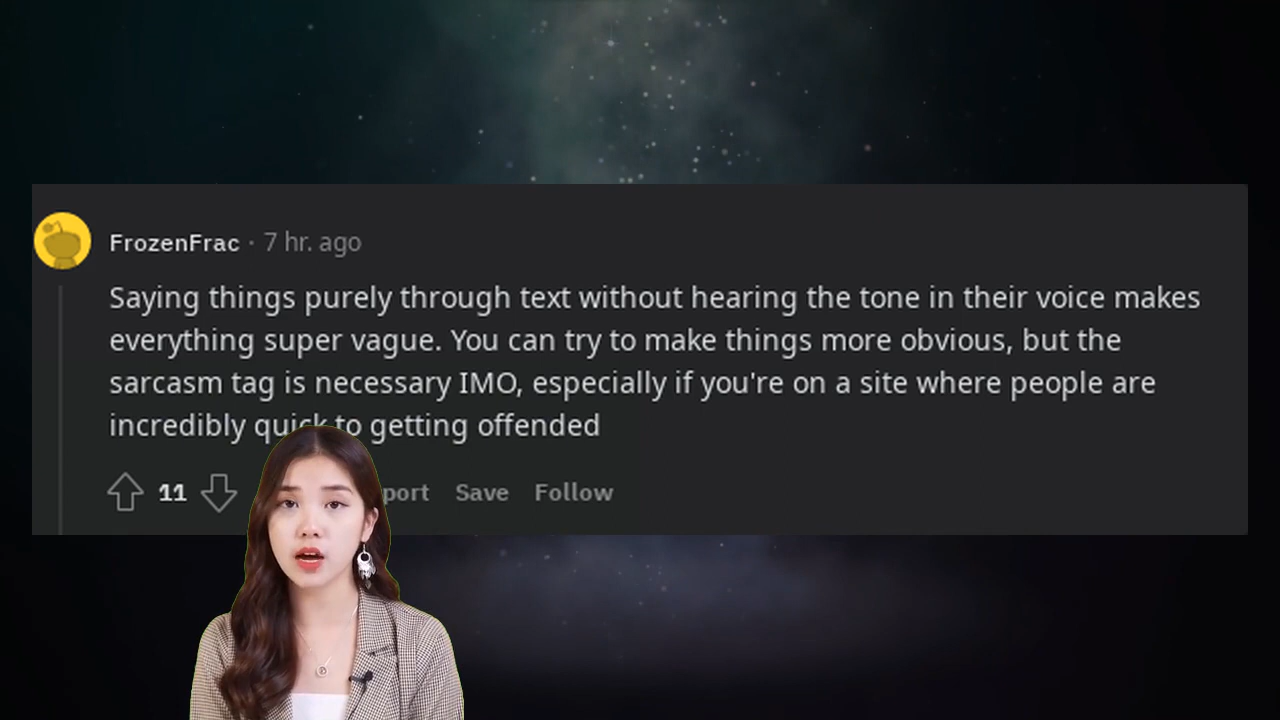 FrozenFrac · 7 hr. ago
Saying things purely through text without hearing the tone in their voice makes
everything super vague. You can try to make things more obvious, but the
sarcasm tag is necessary IMO, especially if you're on a site where people are
incredibly quick to getting offended
11 Save Follow